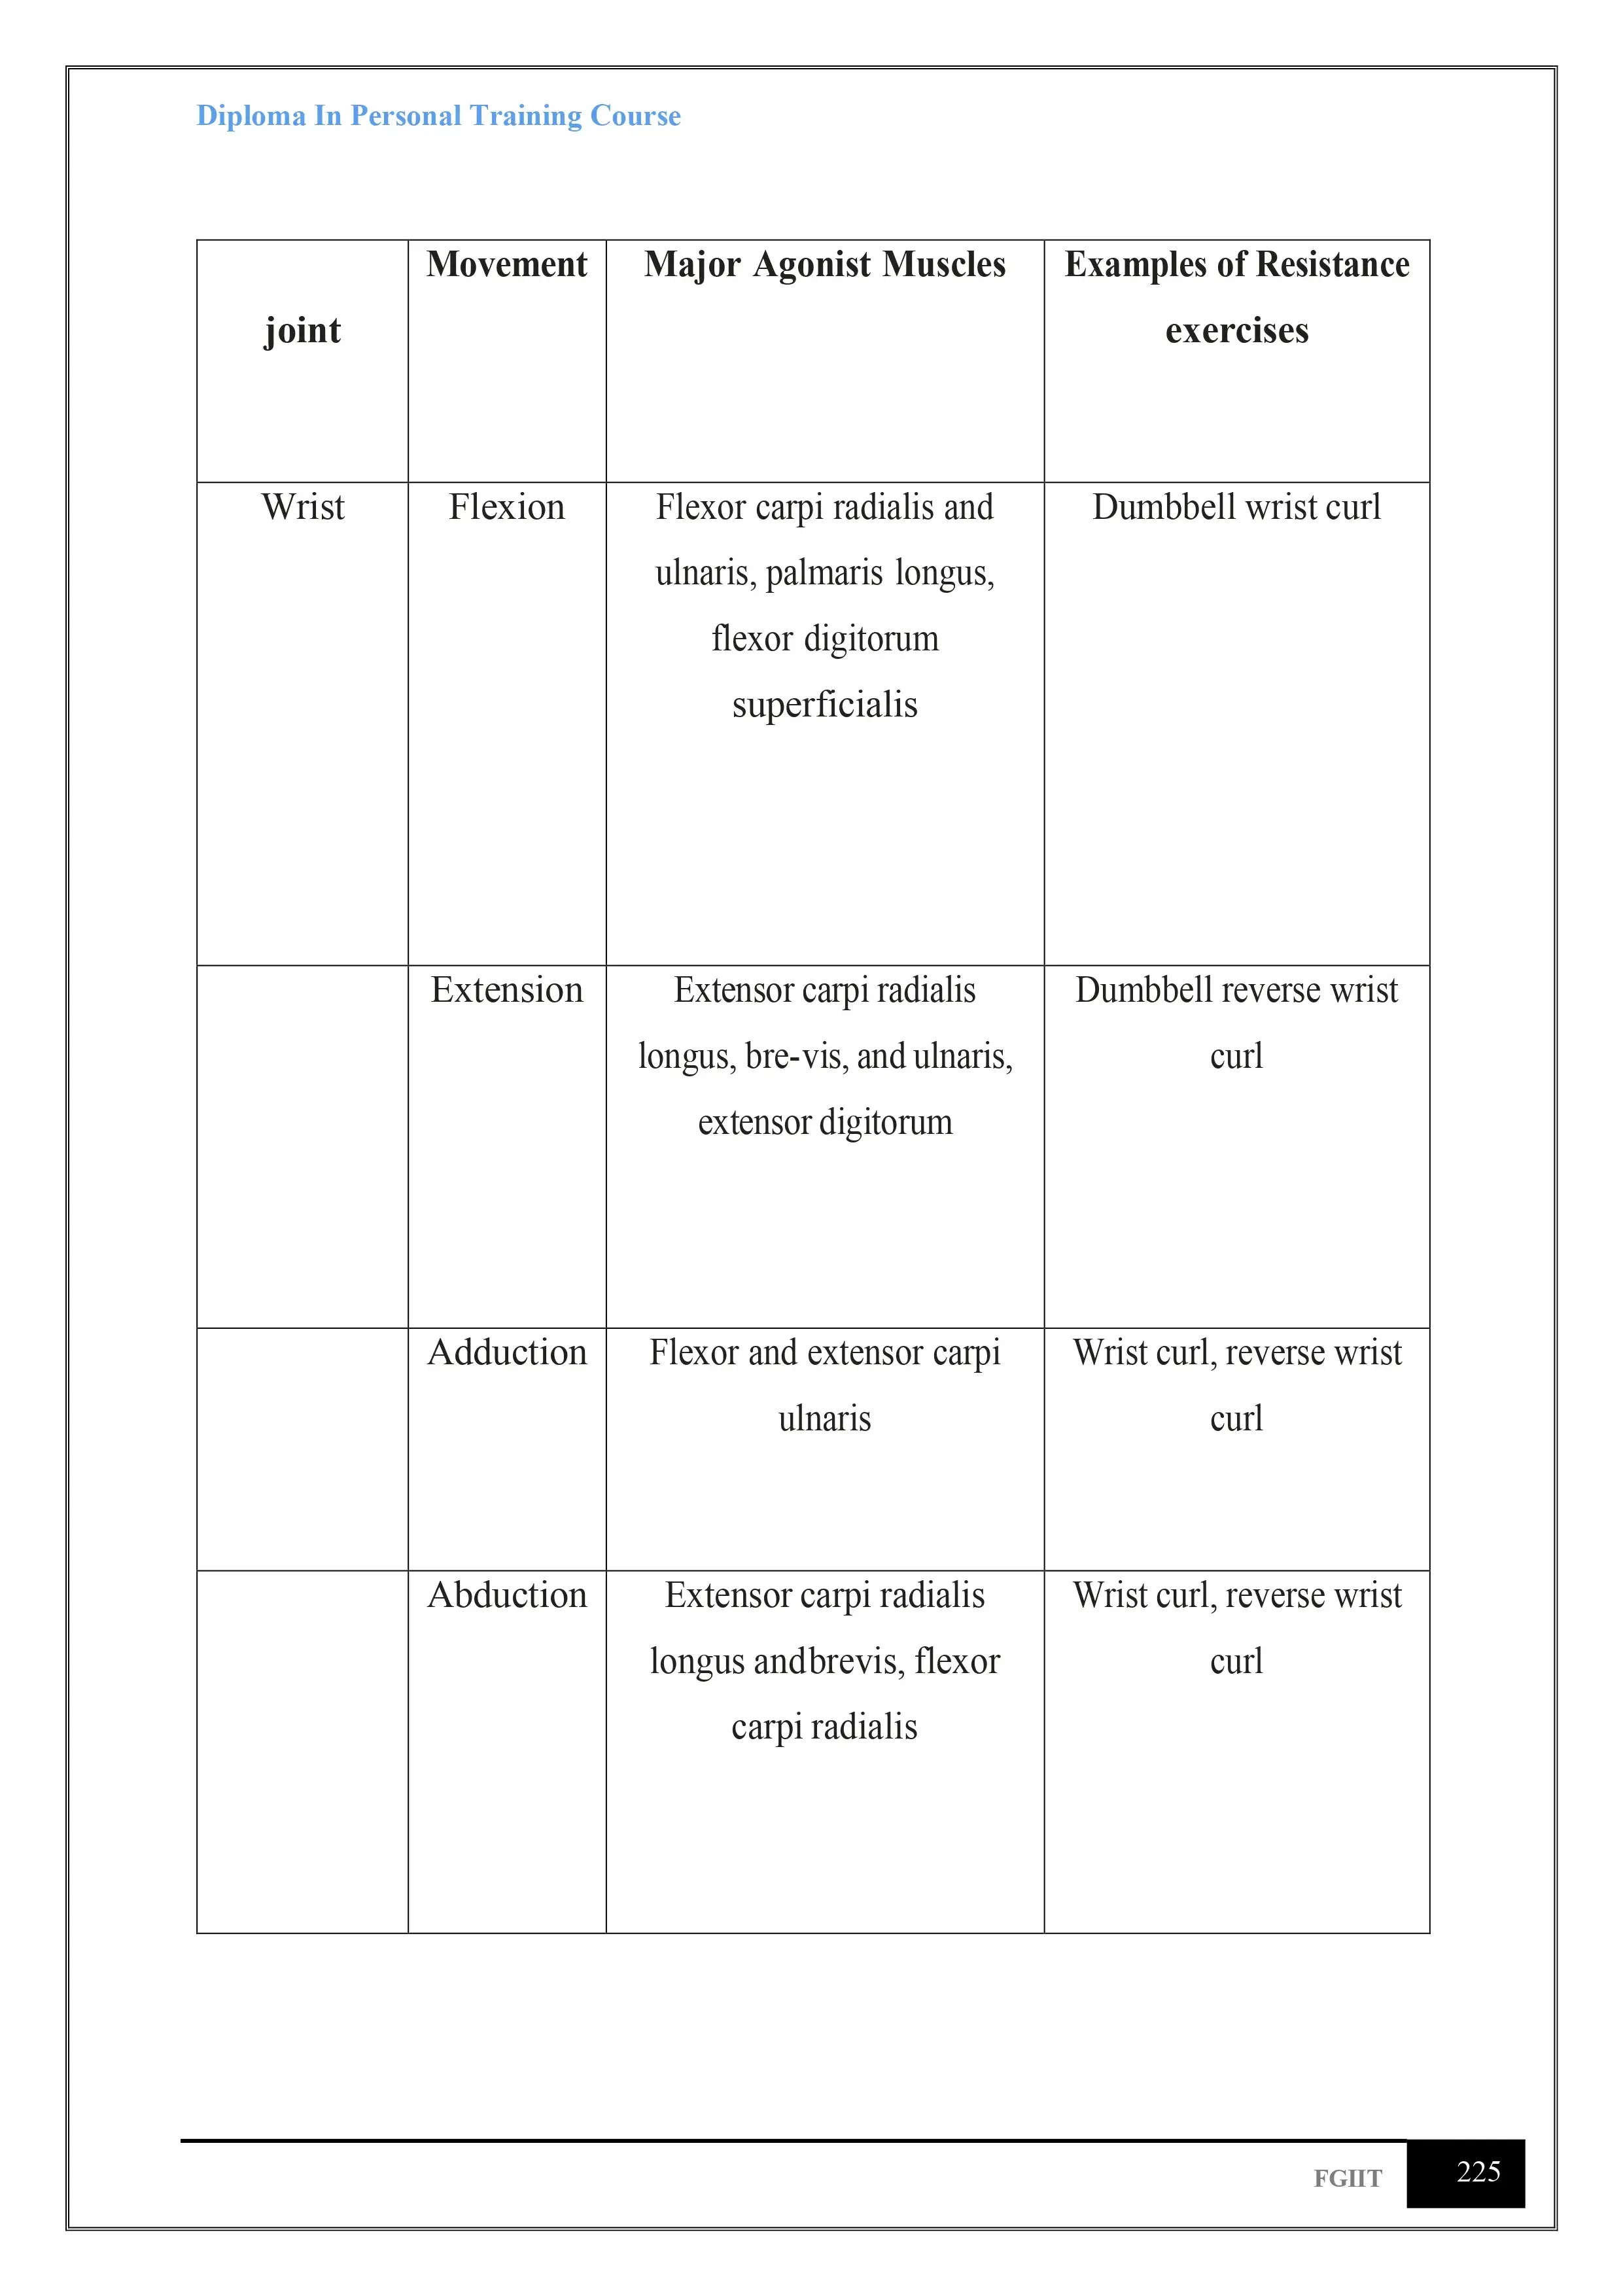 Diploma In Personal Training Course
joint
Movement
Major Agonist Muscles
Examples of Resistance
exercises
Wrist
Flexion
Flexor carpi radialis and
ulnaris, palmaris longus,
flexor digitorum
superficialis
Dumbbell wrist curl
Extension
Extensor carpi radialis
longus, bre-vis, and ulnaris,
extensor digitorum
Dumbbell reverse wrist
curl
Adduction
Flexor and extensor carpi
ulnaris
Wrist curl, reverse wrist
curl
Abduction
Extensor carpi radialis
longus andbrevis, flexor
carpi radialis
Wrist curl, reverse wrist
curl
FGIIT
225